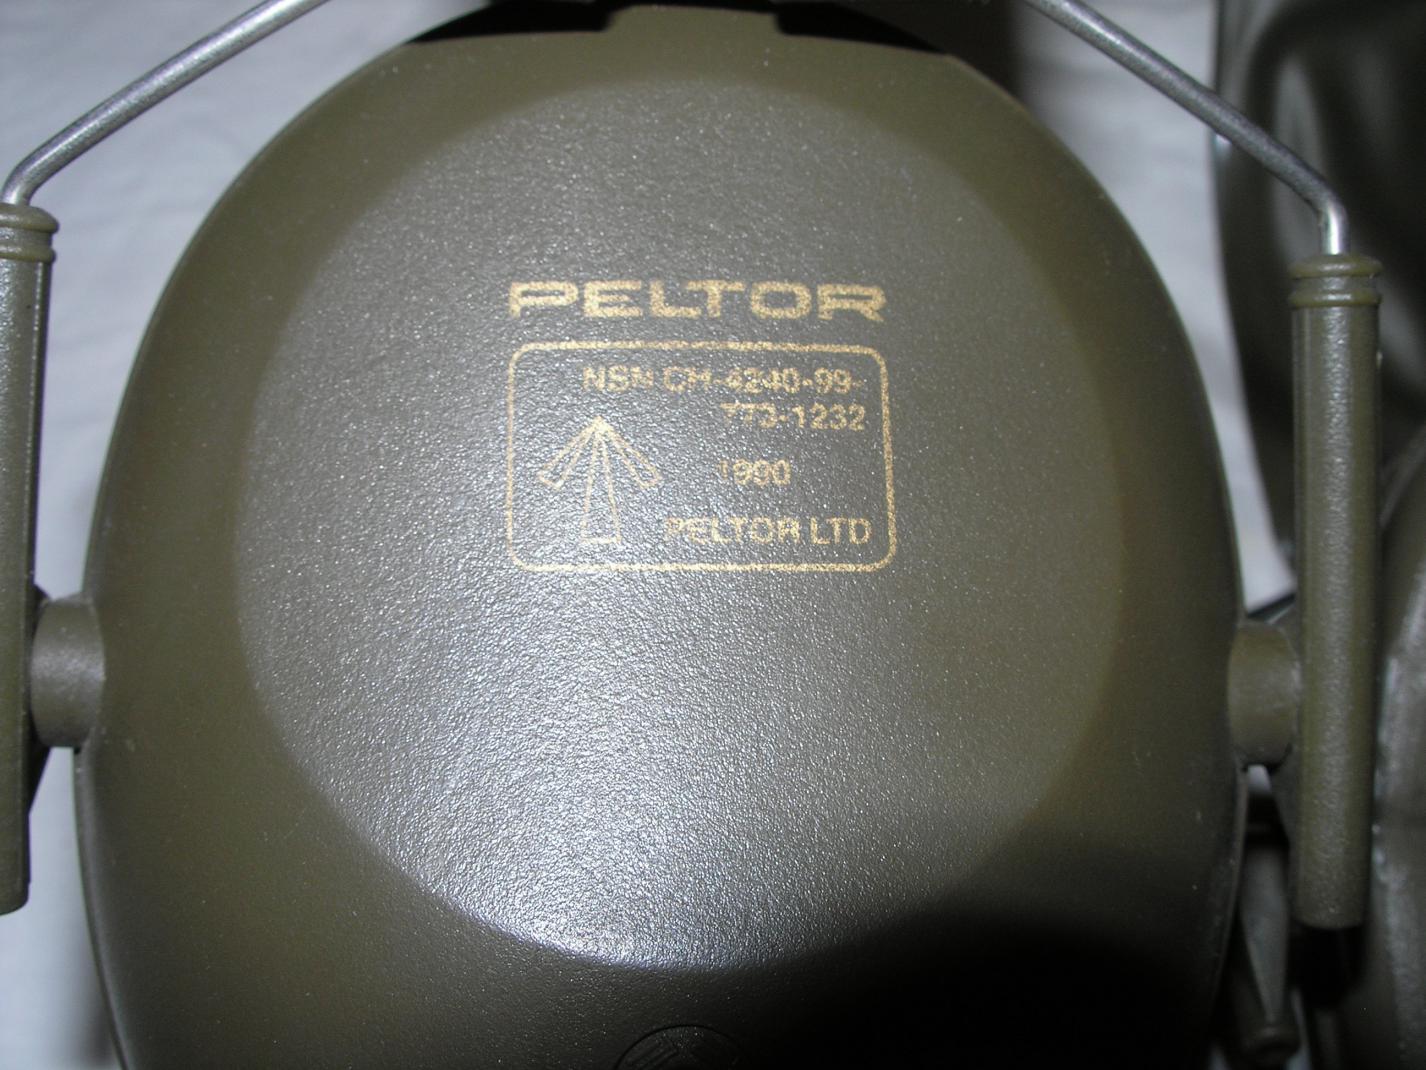 PELTOR
NSN CH-4240-99-
773-1232
1990
PELTOR LTD